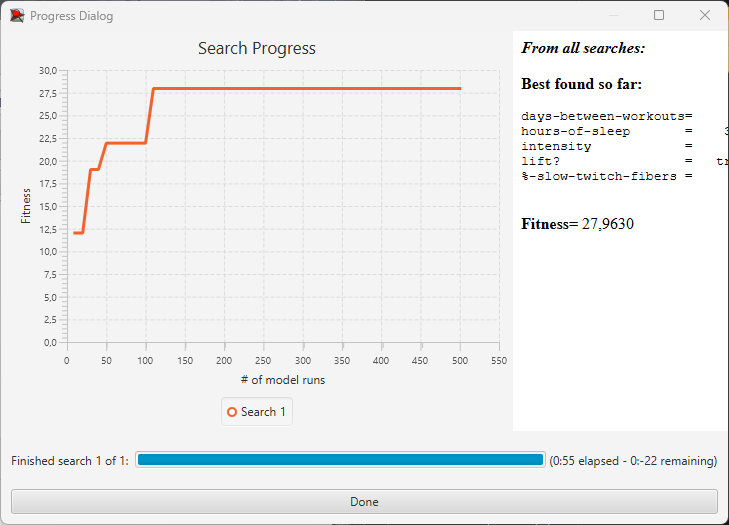 Progress Dialog
Search Progress
30,0
27,5
25,0
22,5
20,0
17,5
15,0
12,5
10,0
7,5
5,0
2,5
0,0
Fitness
0 50 100 150 200 250 300 350 400 450 500 550
# of model runs
Search 1
From all searches:
Best found so far:
days-between-workouts=
hours-of-sleep =
intensity =
lift? = tr
%-slow-twitch-fibers =
Fitness= 27,9630
Finished search 1 of 1:
(0:55 elapsed - 0:-22 remaining)
Done